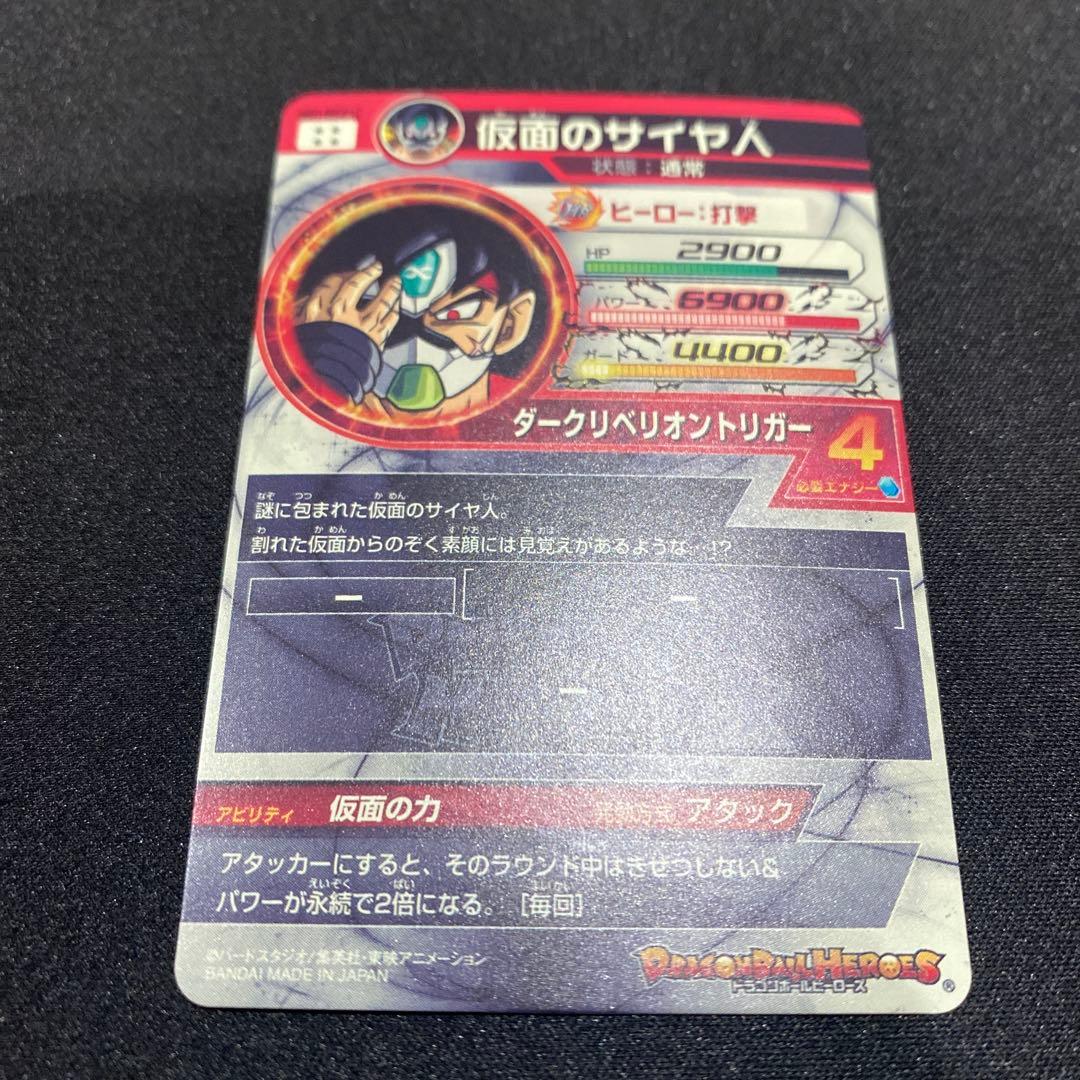 仮面のサイヤ人
状態：通常
ヒーロー：打撃
HP 2900
パワー 6900
ガード 4400
ダークリベリオントリガー
4
必要エナジー
謎に包まれた仮面のサイヤ人。
割れた仮面からのぞく素顔には見覚えがあるような…!?
ー [ ー ]
ー
アビリティ 仮面の力 発動方式 アタック
アタッカーにすると、そのラウンド中はきぜつしない&
パワーが永続で2倍になる。［毎回］
©バードスタジオ/集英社・東映アニメーション
BANDAI MADE IN JAPAN
DRAGONBALL HEROES ®
ドラゴンボールヒーローズ